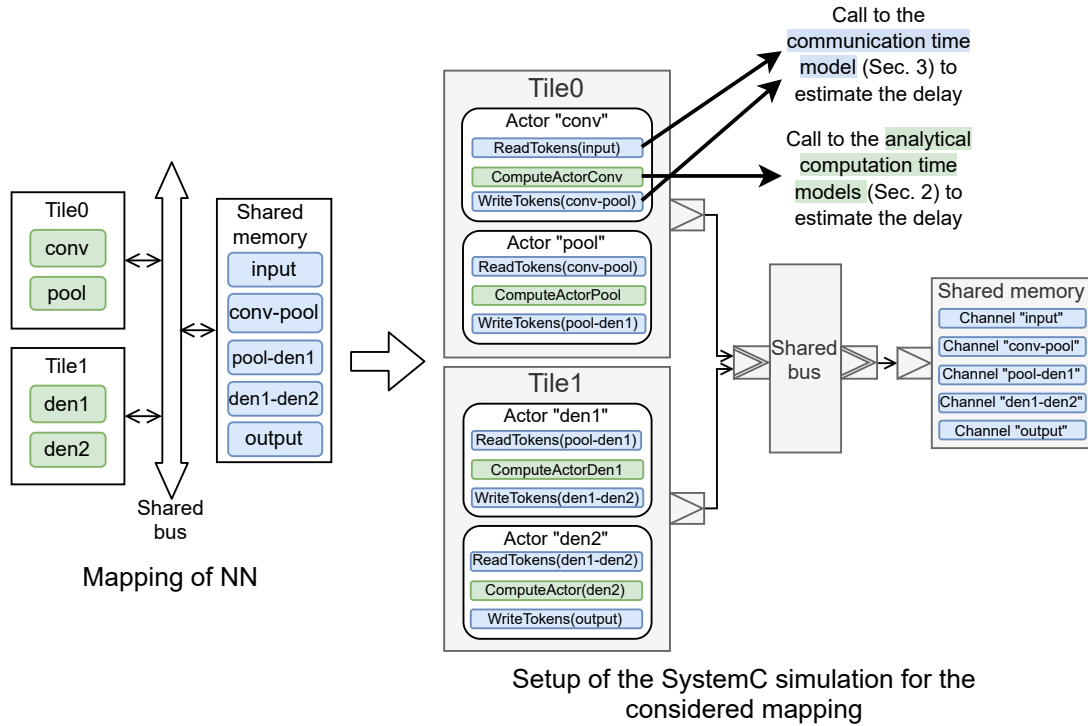 Tile0
conv
pool
Tile1
den1
den2
Shared
bus
Shared
memory
input
conv-pool
pool-den1
den1-den2
output
Mapping of NN
Tile0
Actor "conv"
ReadTokens(input)
ComputeActorConv
WriteTokens(conv-pool)
Actor "pool"
ReadTokens(conv-pool)
ComputeActorPool
WriteTokens(pool-den1)
Tile1
Actor "den1"
ReadTokens(pool-den1)
ComputeActorDen1
WriteTokens(den1-den2)
Actor "den2"
ReadTokens(den1-den2)
ComputeActor(den2)
WriteTokens(output)
Call to the
communication time
model (Sec. 3) to
estimate the delay
Call to the analytical
computation time
models (Sec. 2) to
estimate the delay
Shared
bus
Shared memory
Channel "input"
Channel "conv-pool"
Channel "pool-den1"
Channel "den1-den2"
Channel "output"
Setup of the SystemC simulation for the
considered mapping